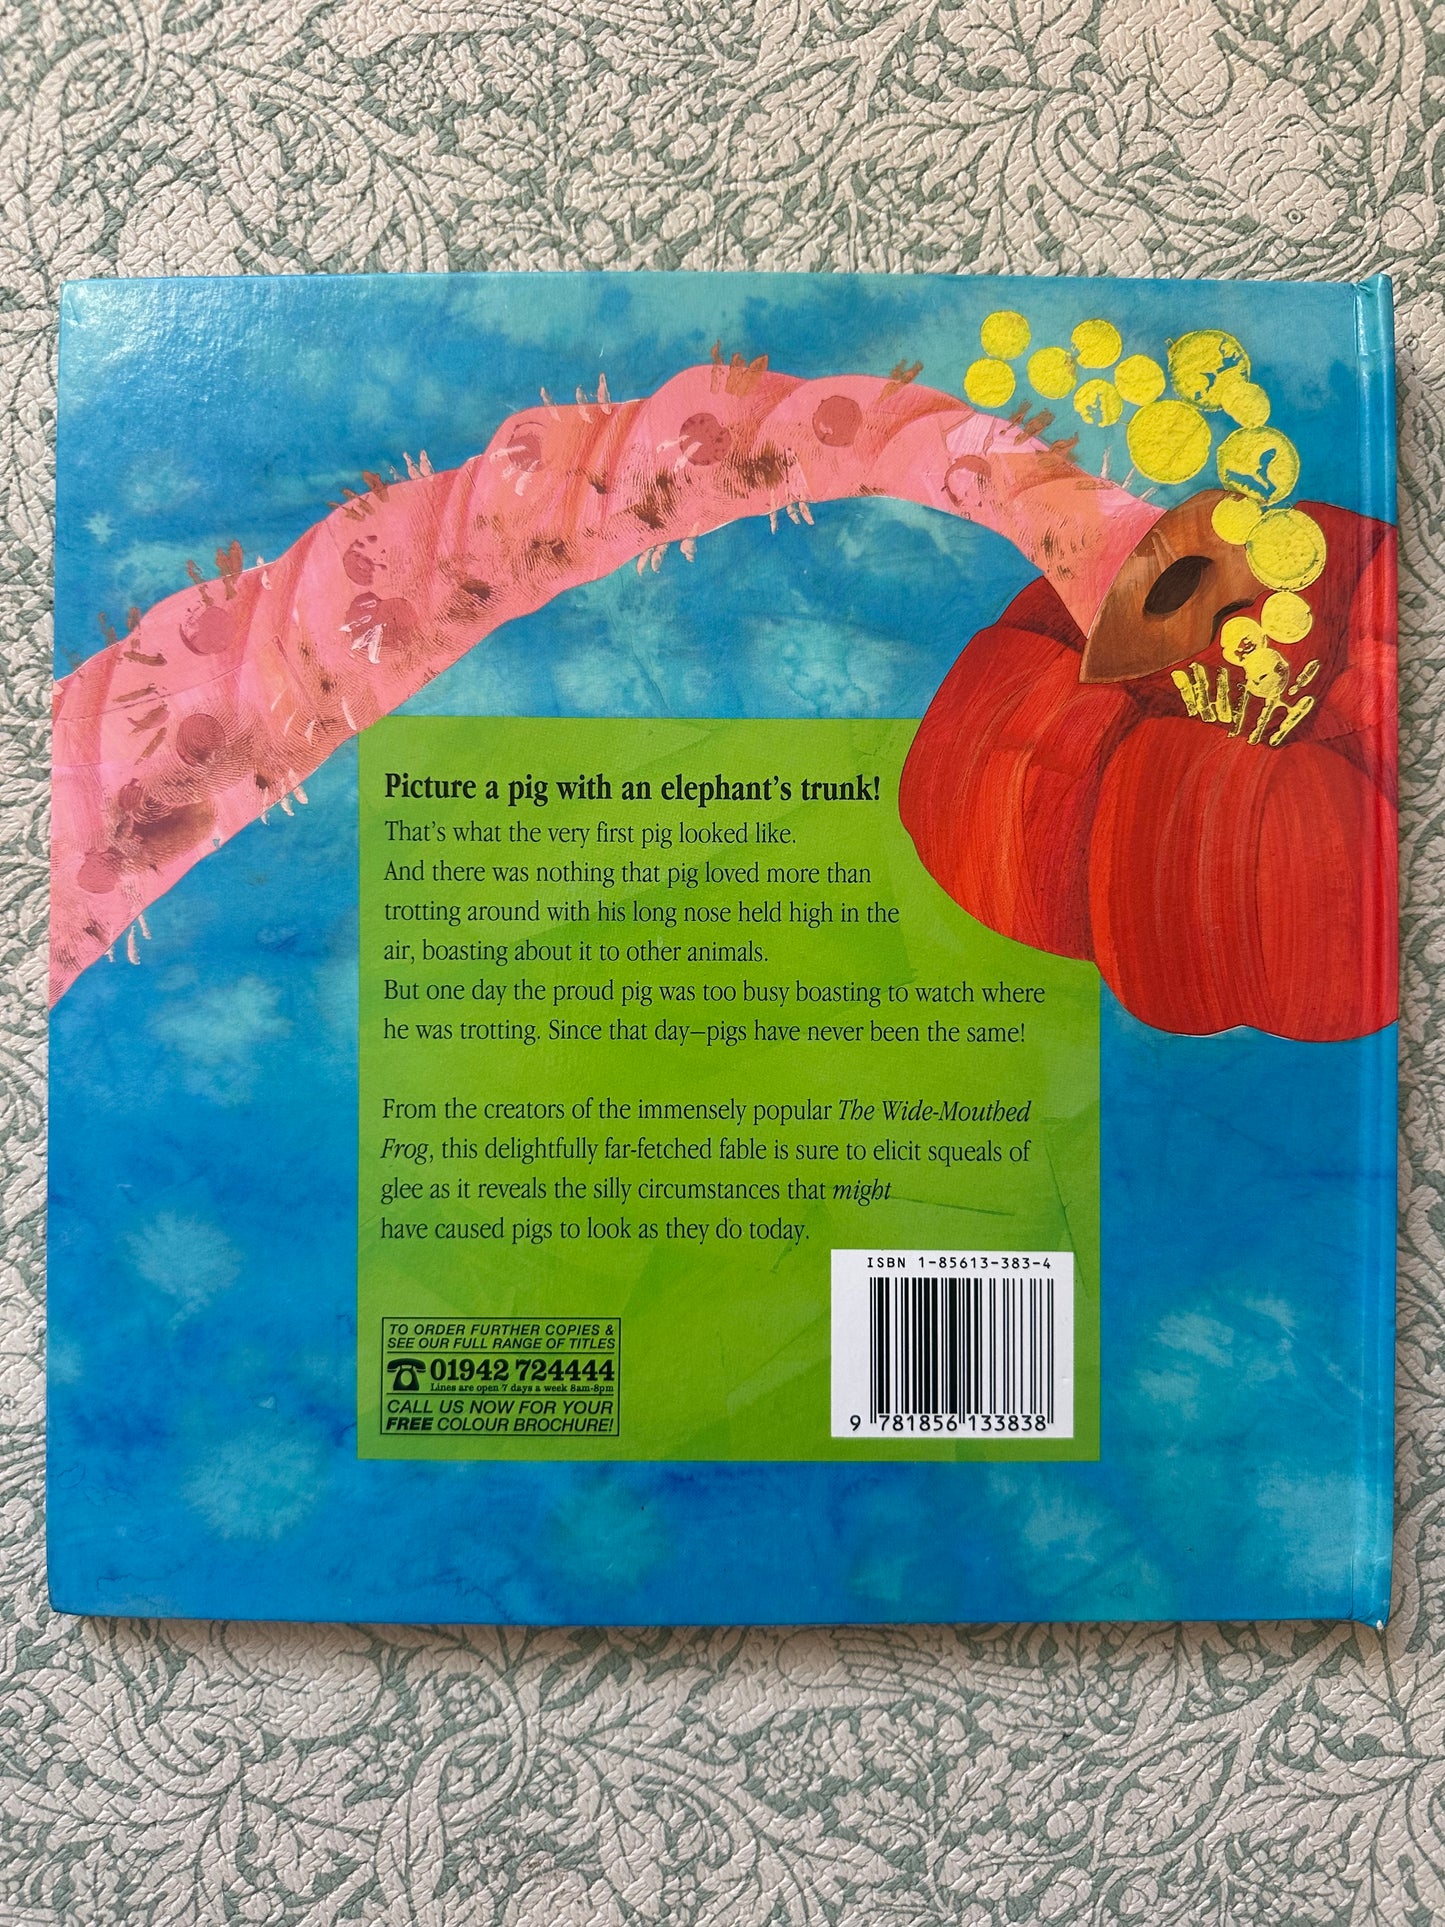 Picture a pig with an elephant's trunk!
That's what the very first pig looked like.
And there was nothing that pig loved more than
trotting around with his long nose held high in the
air, boasting about it to other animals.
But one day the proud pig was too busy boasting to watch where
he was trotting. Since that day—pigs have never been the same!
From the creators of the immensely popular The Wide-Mouthed
Frog, this delightfully far-fetched fable is sure to elicit squeals of
glee as it reveals the silly circumstances that might
have caused pigs to look as they do today.
ISBN 1-85613-383-4
9 781856 133838
TO ORDER FURTHER COPIES &
SEE OUR FULL RANGE OF TITLES
01942 724444
Lines are open 7 days a week 8am-8pm
CALL US NOW FOR YOUR
FREE COLOUR BROCHURE!